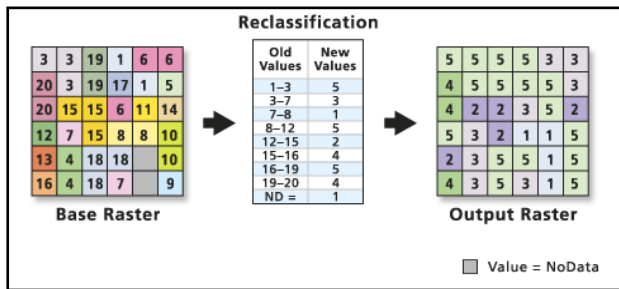 Reclassification
3 3 19 1 6 6
20 3 19 17 1 5
20 15 15 6 11 14
12 7 15 8 8 10
13 4 18 18 10
16 4 18 7 9
Base Raster
Old Values New Values
1–3 5
3–7 3
7–8 1
8–12 5
12–15 2
15–16 4
16–19 5
19–20 4
ND = 1
5 5 5 5 3 3
4 5 5 5 5 3
4 2 2 3 5 2
5 3 2 1 1 5
2 3 5 5 1 5
4 3 5 3 1 5
Output Raster
Value = NoData